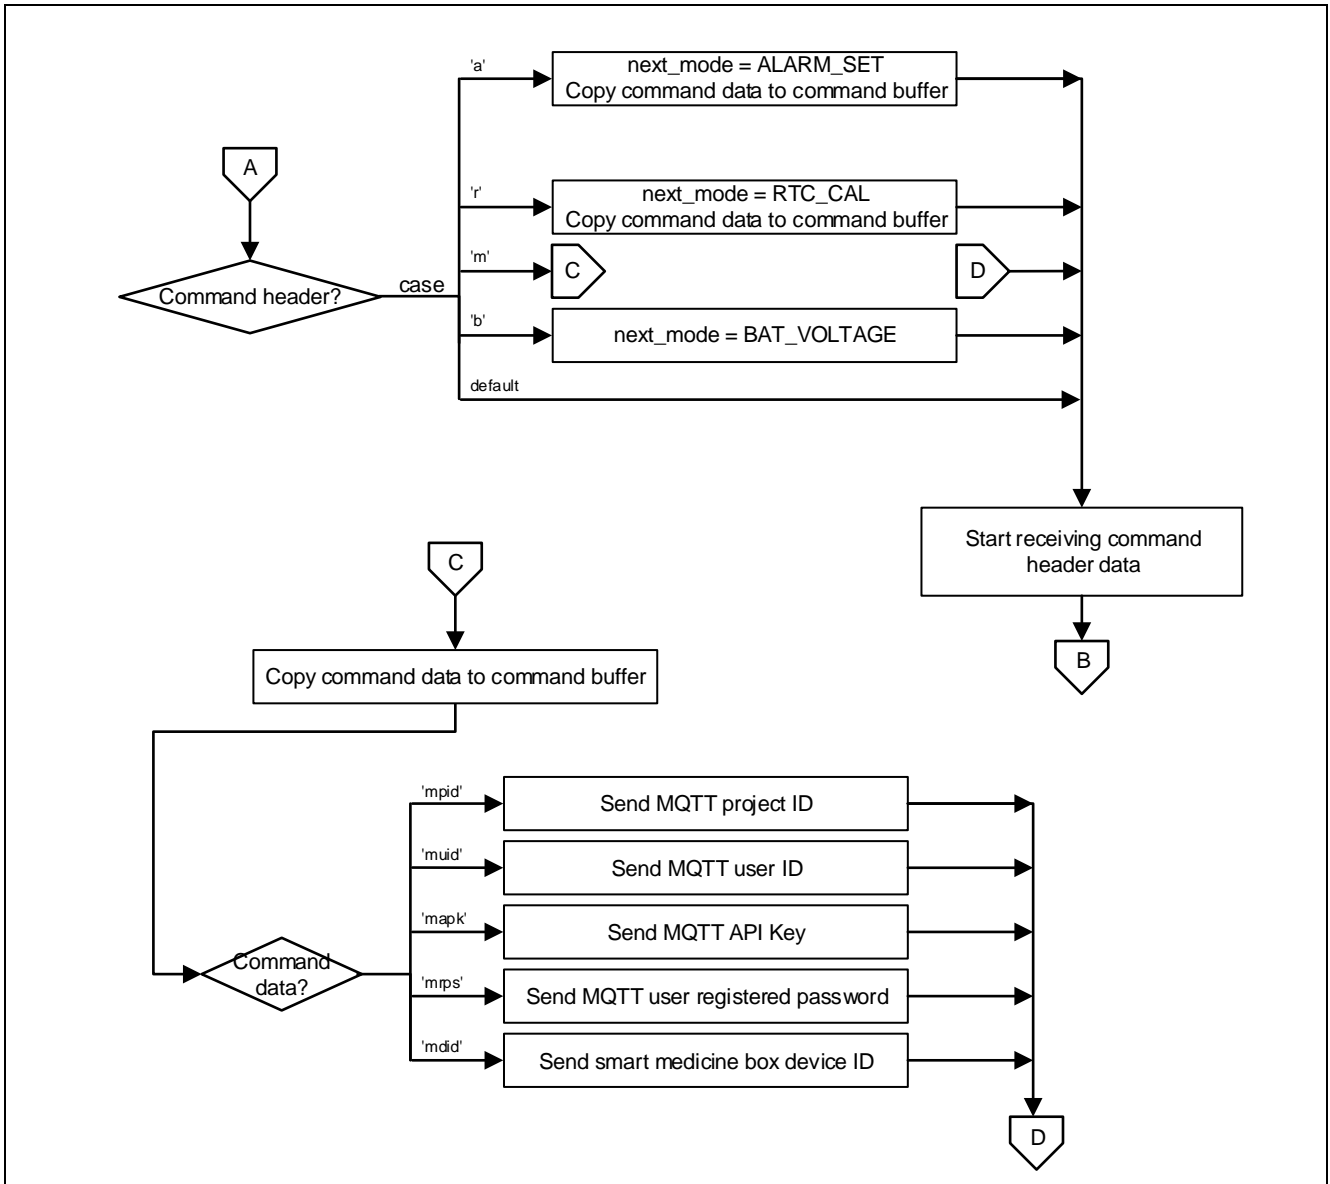 'a'
next_mode = ALARM_SET
Copy command data to command buffer
A
'r'
next_mode = RTC_CAL
Copy command data to command buffer
'm'
C
D
Command header?
case
'b'
next_mode = BAT_VOLTAGE
default
Start receiving command
header data
B
C
Copy command data to command buffer
'mpid'
Send MQTT project ID
'muid'
Send MQTT user ID
'mapk'
Send MQTT API Key
Command
data?
'mrps'
Send MQTT user registered password
'mdid'
Send smart medicine box device ID
D